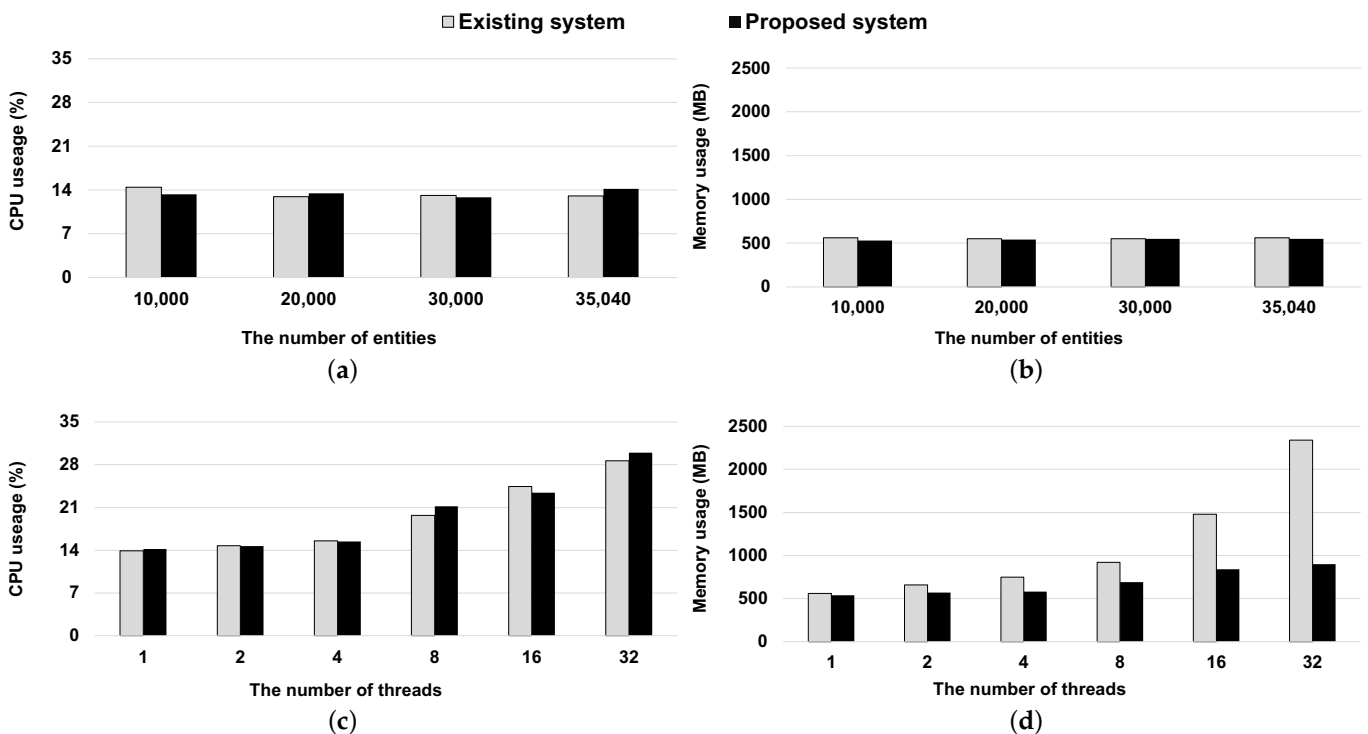 Existing system Proposed system
CPU useage (%)
35
28
21
14
7
0
10,000 20,000 30,000 35,040
The number of entities
(a)
Memory usage (MB)
2500
2000
1500
1000
500
0
10,000 20,000 30,000 35,040
The number of entities
(b)
CPU useage (%)
35
28
21
14
7
0
1 2 4 8 16 32
The number of threads
(c)
Memory usage (MB)
2500
2000
1500
1000
500
0
1 2 4 8 16 32
The number of threads
(d)